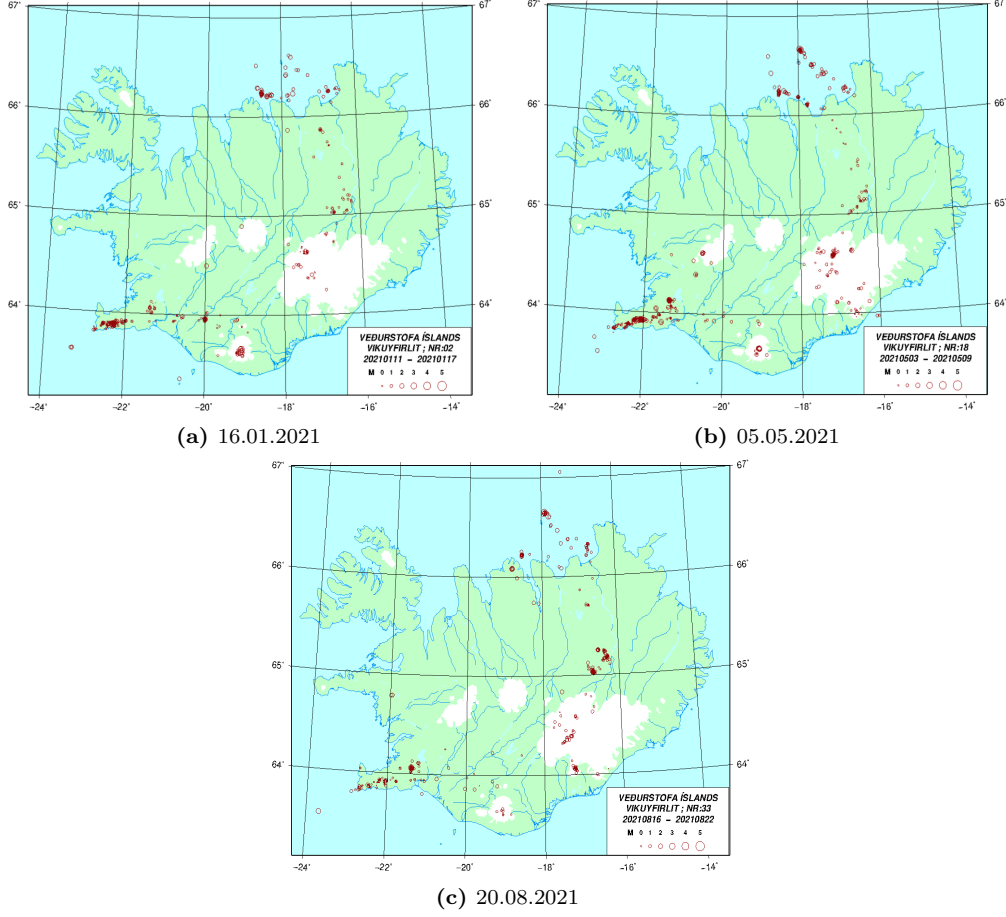 67˚
67˚
66˚
66˚
65˚
65˚
64˚
64˚
VEÐURSTOFA ÍSLANDS
VIKUYFIRLIT ; NR:02
20210111 − 20210117
M 0 1 2 3 4 5
−24˚ −22˚ −20˚ −18˚ −16˚ −14˚
(a) 16.01.2021
67˚
67˚
66˚
66˚
65˚
65˚
64˚
64˚
VEÐURSTOFA ÍSLANDS
VIKUYFIRLIT ; NR:18
20210503 − 20210509
M 0 1 2 3 4 5
−24˚ −22˚ −20˚ −18˚ −16˚ −14˚
(b) 05.05.2021
67˚
67˚
66˚
66˚
65˚
65˚
64˚
64˚
VEÐURSTOFA ÍSLANDS
VIKUYFIRLIT ; NR:33
20210816 − 20210822
M 0 1 2 3 4 5
−24˚ −22˚ −20˚ −18˚ −16˚ −14˚
(c) 20.08.2021